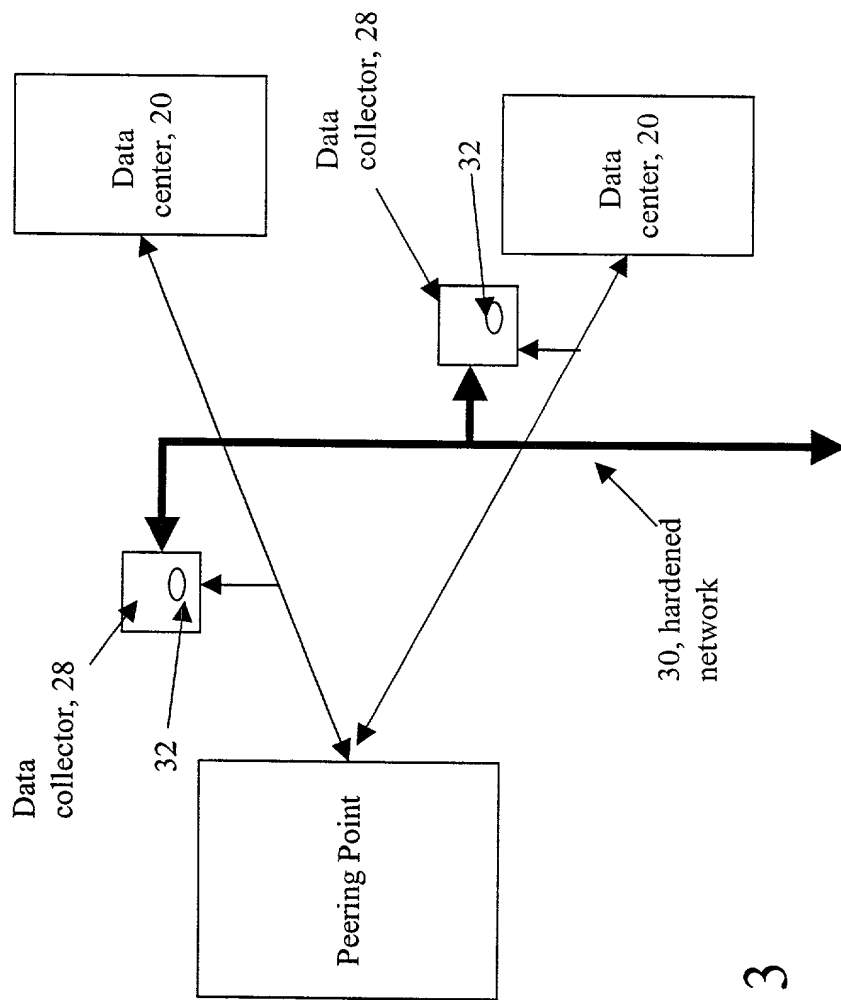 Data
center, 20
Data
collector, 28
32
Data
center, 20
Data
collector, 28
32
30, hardened
network
Peering Point
3